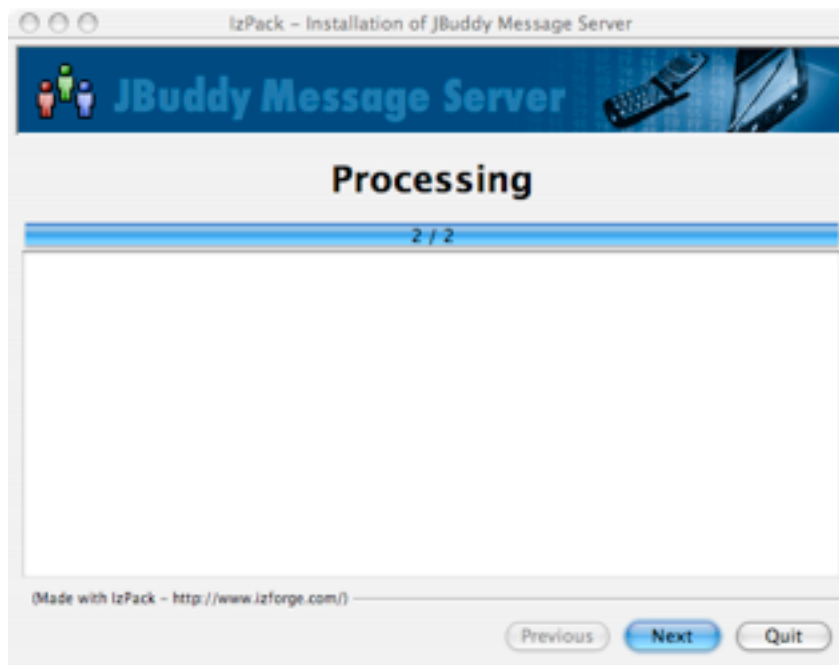 IzPack – Installation of JBuddy Message Server
JBuddy Message Server
Processing
2 / 2
(Made with IzPack – http://www.izforge.com/)
Previous Next Quit